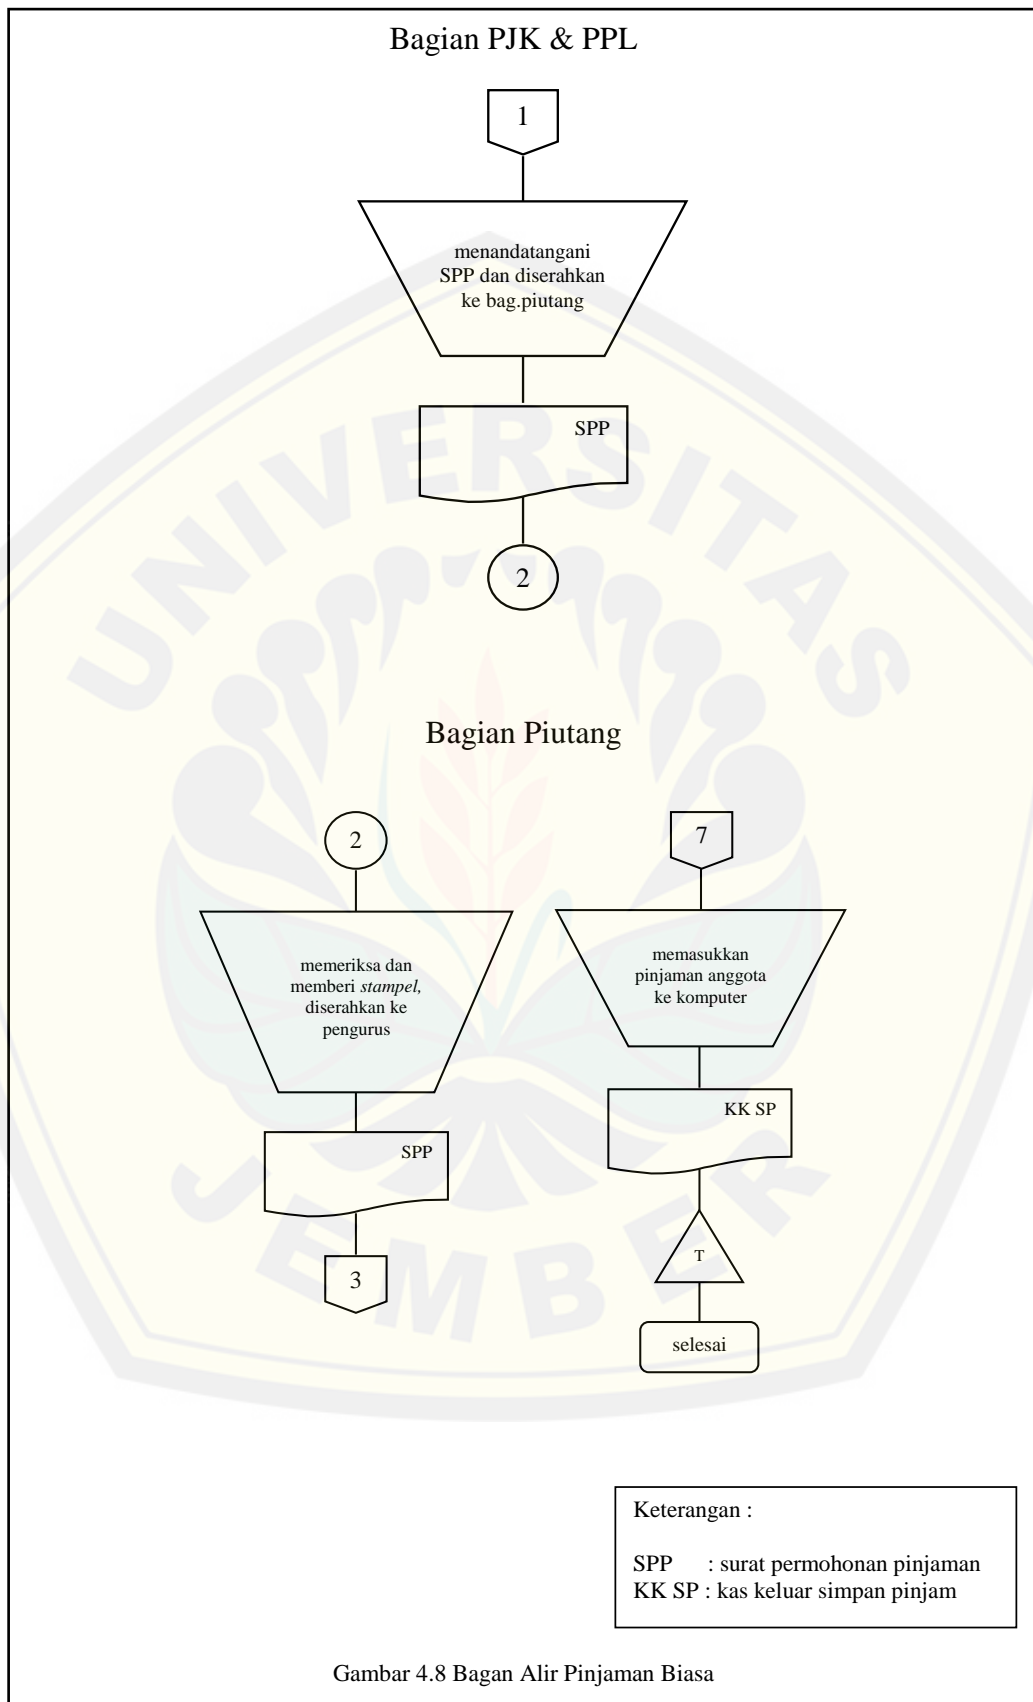 Bagian PJK & PPL
1
menandatangani
SPP dan diserahkan
ke bag.piutang
SPP
2
Bagian Piutang
2
memeriksa dan
memberi stampel,
diserahkan ke
pengurus
SPP
3
7
memasukkan
pinjaman anggota
ke komputer
KK SP
T
selesai
Keterangan :
SPP : surat permohonan pinjaman
KK SP : kas keluar simpan pinjam
Gambar 4.8 Bagan Alir Pinjaman Biasa
UNIVERSITAS
JEMBER